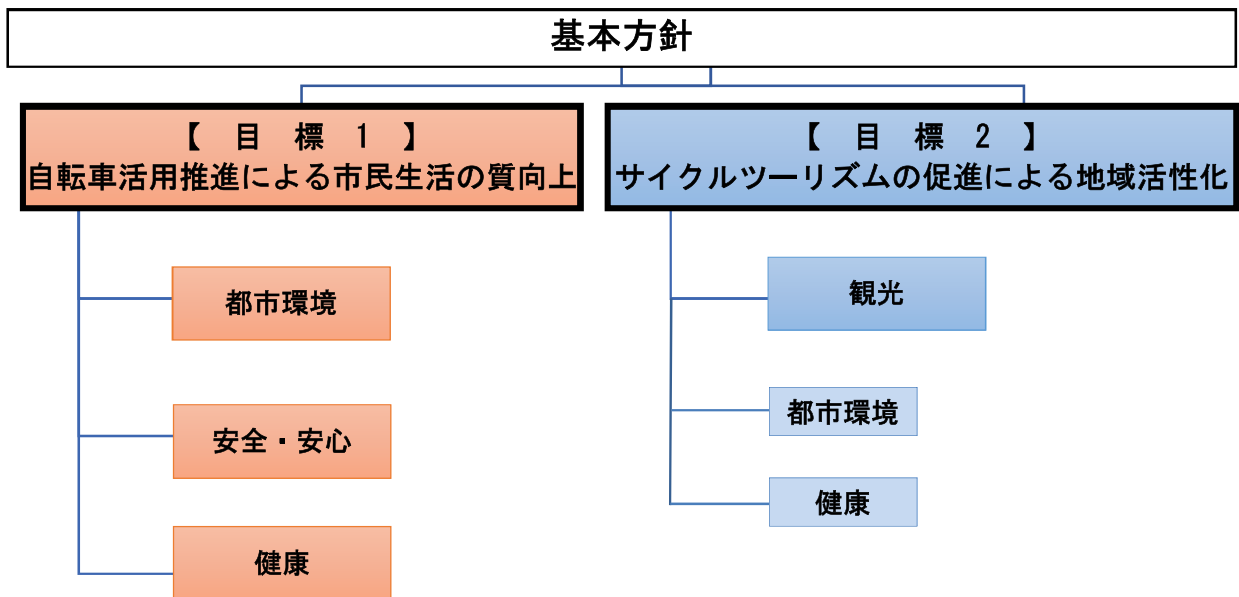 基本方針
【 目 標 1 】
自転車活用推進による市民生活の質向上
都市環境
安全・安心
健康
【 目 標 2 】
サイクルツーリズムの促進による地域活性化
観光
都市環境
健康